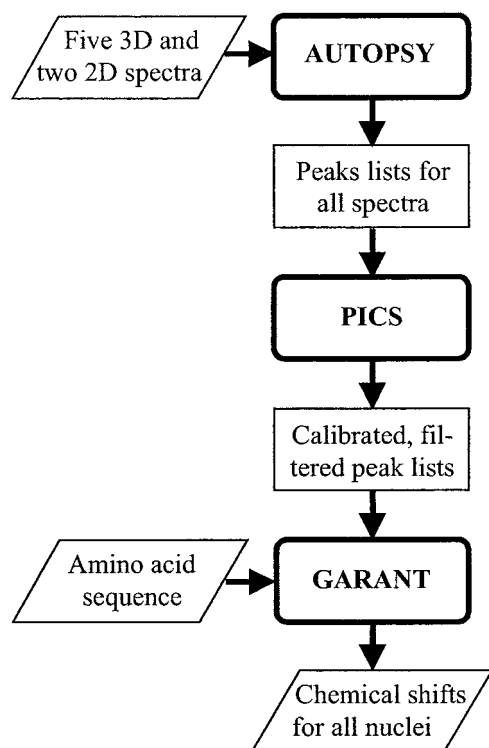 Five 3D and
two 2D spectra
AUTOPSY
Peaks lists for
all spectra
PICS
Calibrated, fil-
tered peak lists
Amino acid
sequence
GARANT
Chemical shifts
for all nuclei